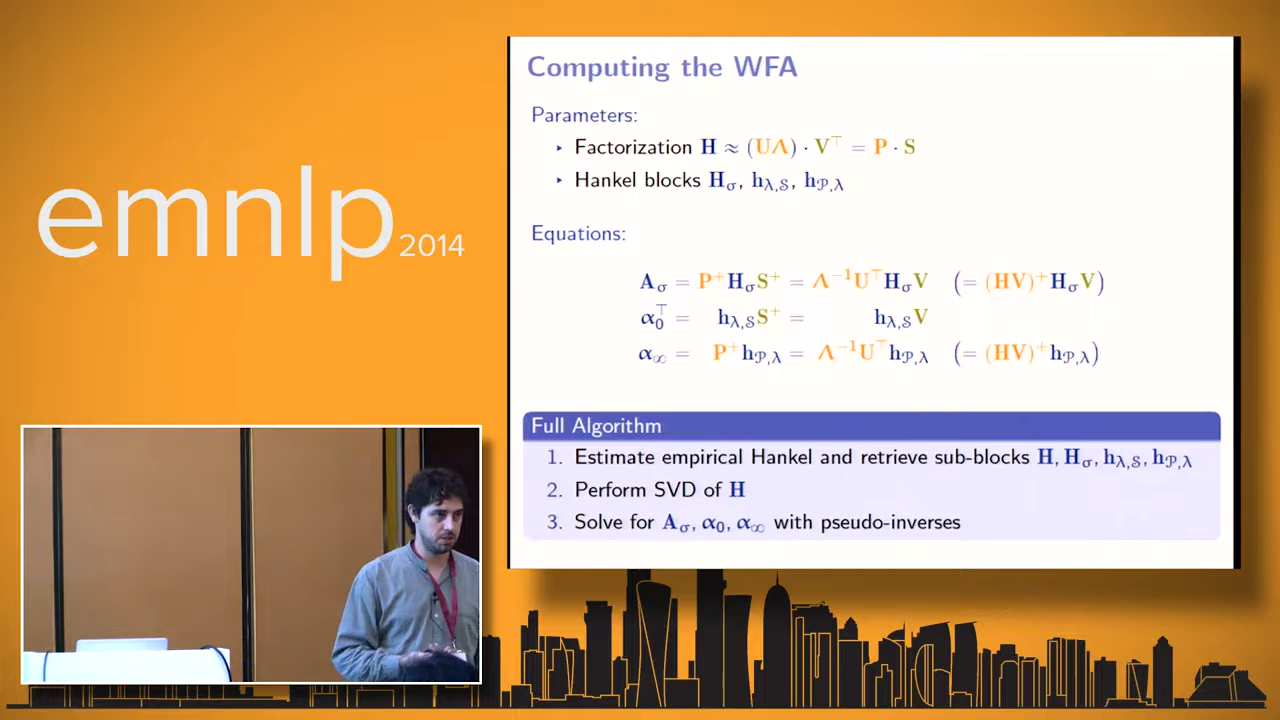 emnlp 2014
Computing the WFA
Parameters:
‣ Factorization H ≈ (UΛ) · V⊤ = P · S
‣ Hankel blocks Hσ, hλ,S, hP,λ
Equations:
Aσ = P⁺HσS⁺ = Λ⁻¹U⊤HσV (= (HV)⁺HσV)
α₀⊤ = hλ,SS⁺ = hλ,SV
α∞ = P⁺hP,λ = Λ⁻¹U⊤hP,λ (= (HV)⁺hP,λ)
Full Algorithm
1. Estimate empirical Hankel and retrieve sub-blocks H, Hσ, hλ,S, hP,λ
2. Perform SVD of H
3. Solve for Aσ, α₀, α∞ with pseudo-inverses